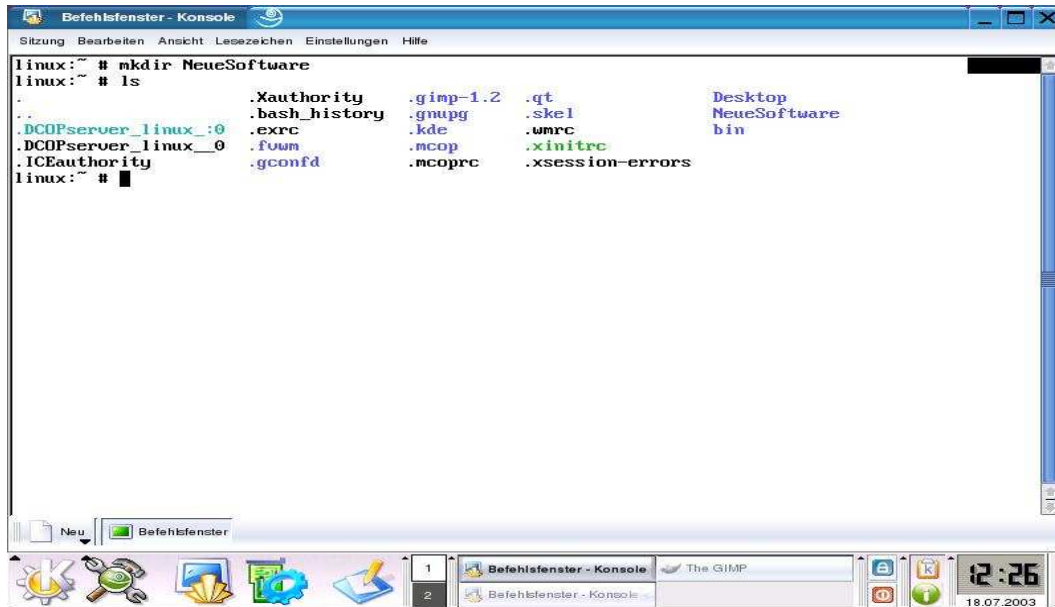 Befehlsfenster - Konsole
Sitzung Bearbeiten Ansicht Lesezeichen Einstellungen Hilfe
linux:~ # mkdir NeueSoftware
linux:~ # ls
. .Xauthority .gimp-1.2 .qt Desktop
.. .bash_history .gnupg .skel NeueSoftware
.DCOPserver_linux_:0 .exrc .kde .wmrc bin
.DCOPserver_linux__0 .fvwm .mcop .xinitrc
.ICEauthority .gconfd .mcoprc .xsession-errors
linux:~ #
Neu Befehlsfenster
1 Befehlsfenster - Konsole The GIMP
2 Befehlsfenster - Konsole
12:26
18.07.2003